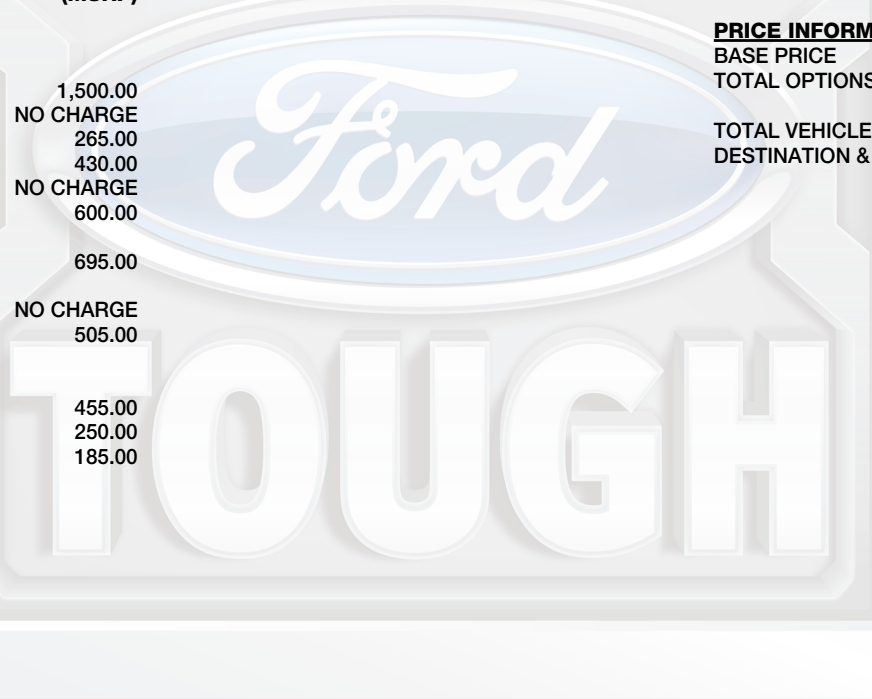 1,500.00
NO CHARGE
265.00
430.00
NO CHARGE
600.00
695.00
NO CHARGE
505.00
455.00
250.00
185.00
PRICE INFORM
BASE PRICE
TOTAL OPTIONS
TOTAL VEHICLE
DESTINATION &
Ford
TOUGH